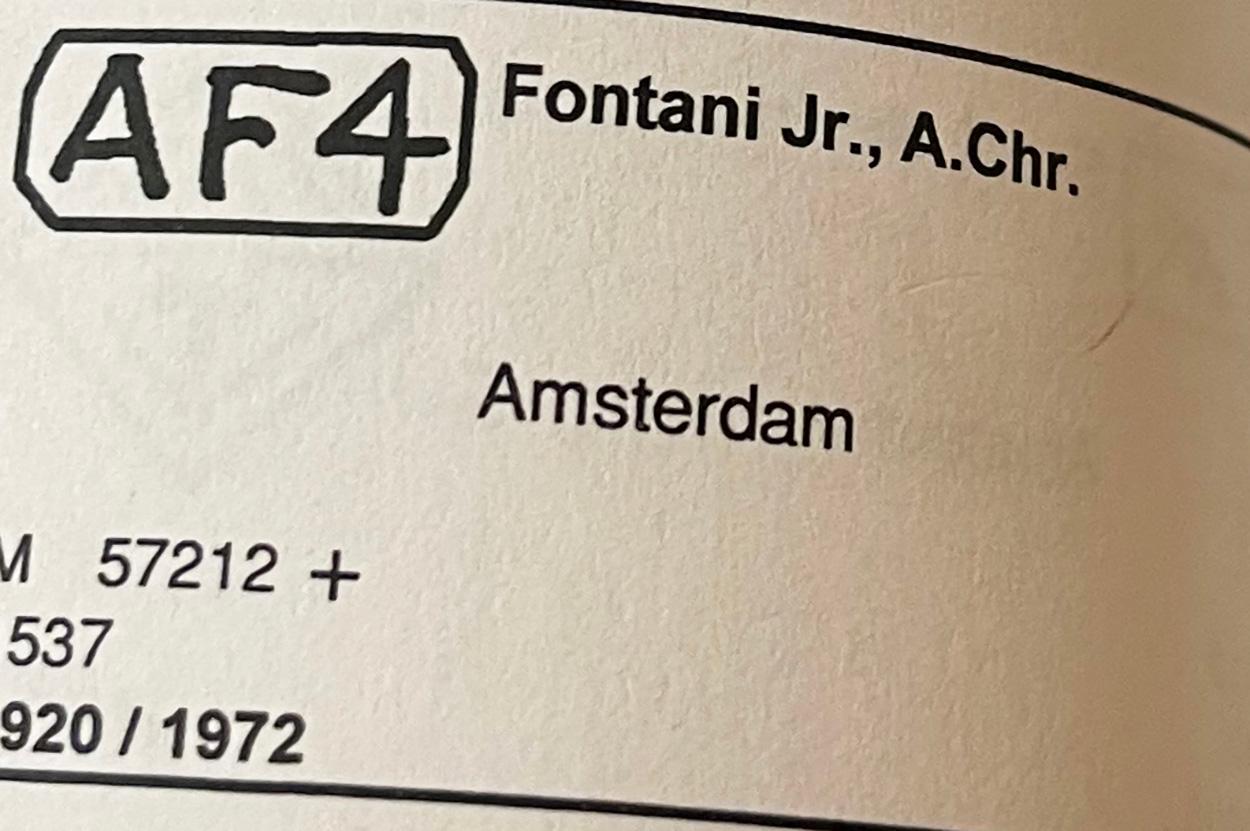 AF4
Fontani Jr., A.Chr.
Amsterdam
M 57212 +
537
920 / 1972